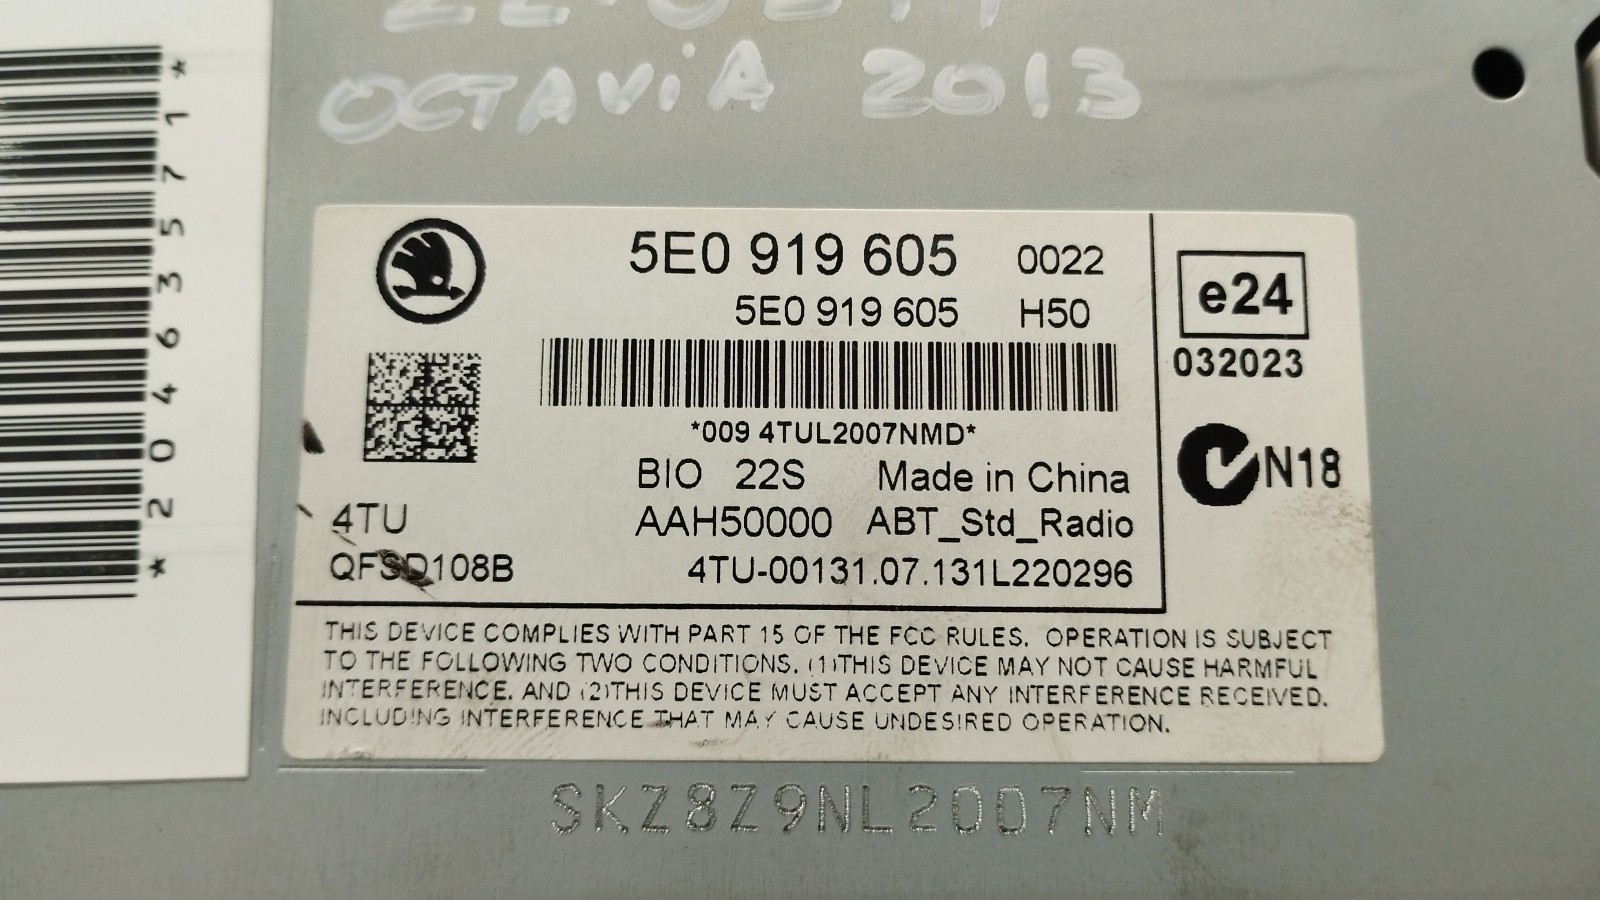 OCTAViA 2013
*20463571*
5E0 919 605 0022
5E0 919 605 H50
*009 4TUL2007NMD*
BIO 22S Made in China
4TU AAH50000 ABT_Std_Radio
QFSD108B 4TU-00131.07.131L220296
e24
032023
N18
THIS DEVICE COMPLIES WITH PART 15 OF THE FCC RULES. OPERATION IS SUBJECT
TO THE FOLLOWING TWO CONDITIONS. (1)THIS DEVICE MAY NOT CAUSE HARMFUL
INTERFERENCE. AND (2)THIS DEVICE MUST ACCEPT ANY INTERFERENCE RECEIVED.
INCLUDING INTERFERENCE THAT MAY CAUSE UNDESIRED OPERATION.
SKZ8Z9NL2007NM